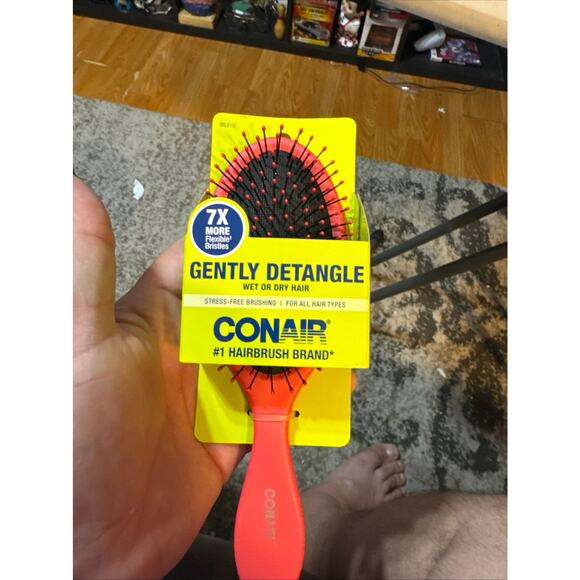 7X
MORE
Flexible‡
Bristles
GENTLY DETANGLE
WET OR DRY HAIR
STRESS-FREE BRUSHING | FOR ALL HAIR TYPES
CONAIR®
#1 HAIRBRUSH BRAND*
CONAIR